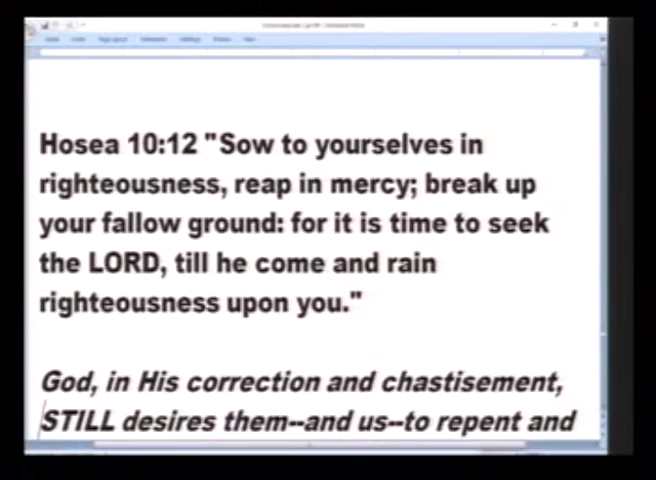 Hosea 10:12 "Sow to yourselves in
righteousness, reap in mercy; break up
your fallow ground: for it is time to seek
the LORD, till he come and rain
righteousness upon you."
God, in His correction and chastisement,
STILL desires them--and us--to repent and